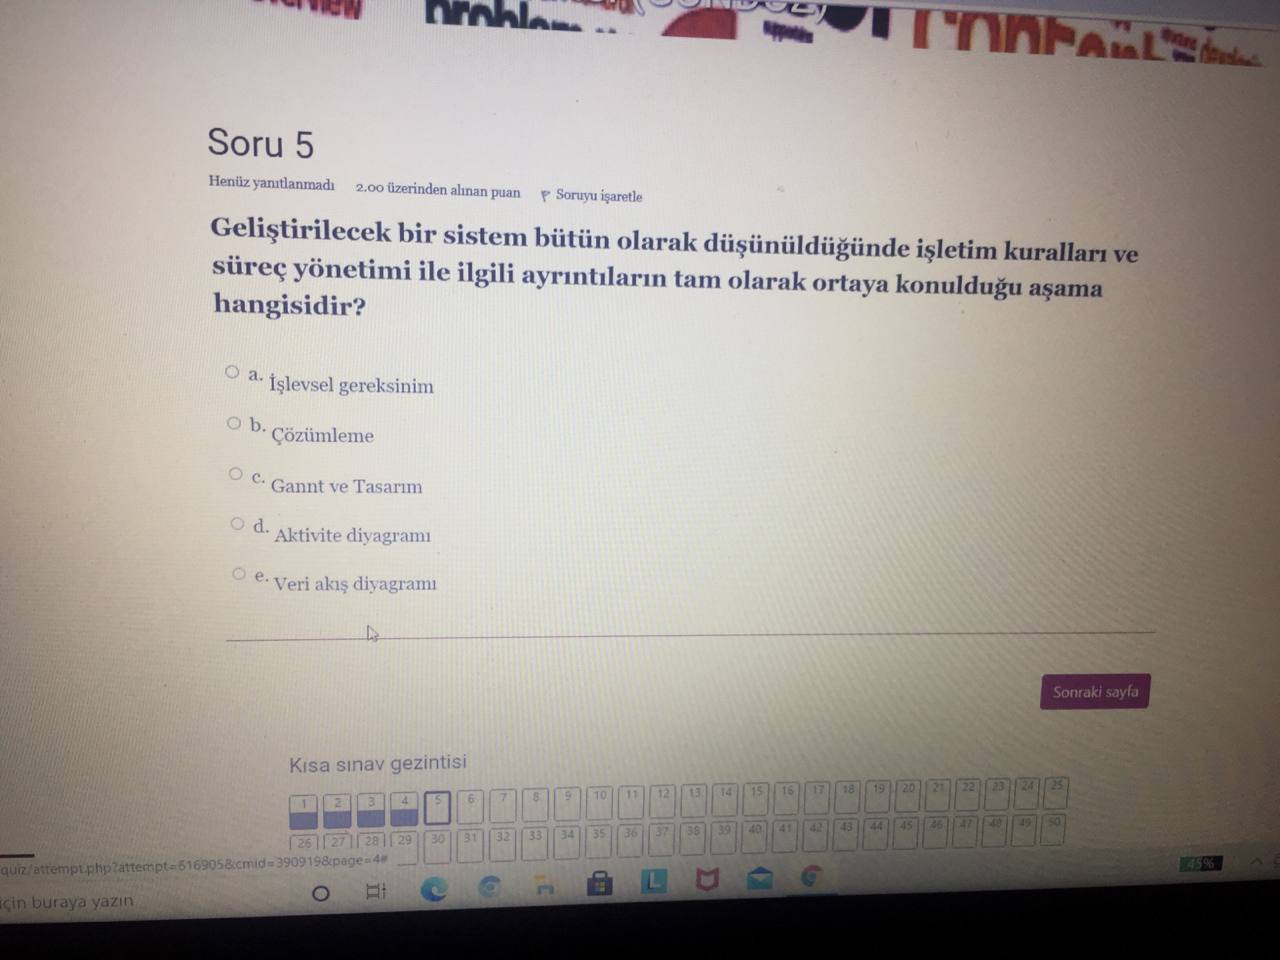 problem
Soru 5
Henüz yanıtlanmadı 2.00 üzerinden alınan puan Soruyu işaretle
Geliştirilecek bir sistem bütün olarak düşünüldüğünde işletim kuralları ve
süreç yönetimi ile ilgili ayrıntıların tam olarak ortaya konulduğu aşama
hangisidir?
a. İşlevsel gereksinim
b. Çözümleme
c. Gannt ve Tasarım
d. Aktivite diyagramı
e. Veri akış diyagramı
Sonraki sayfa
Kısa sınav gezintisi
1 2 3 4 5 6 7 8 9 10 11 12 13 14 15 16 17 18 19 20 21 22 23 24 25
26 27 28 29 30 31 32 33 34 35 36 37 38 39 40 41 42 43 44 45 46 47 48 49 50
quiz/attempt.php?attempt=616905&cmid=390919&page=4#
45%
için buraya yazın